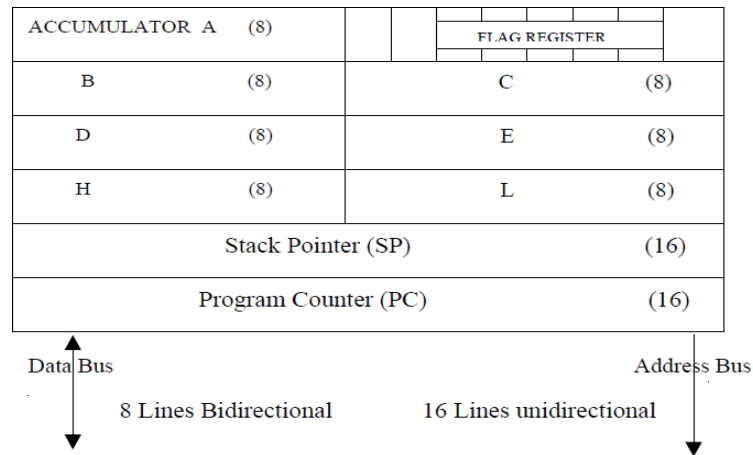 ACCUMULATOR A (8) FLAG REGISTER
B (8) C (8)
D (8) E (8)
H (8) L (8)
Stack Pointer (SP) (16)
Program Counter (PC) (16)
Data Bus Address Bus
8 Lines Bidirectional 16 Lines unidirectional